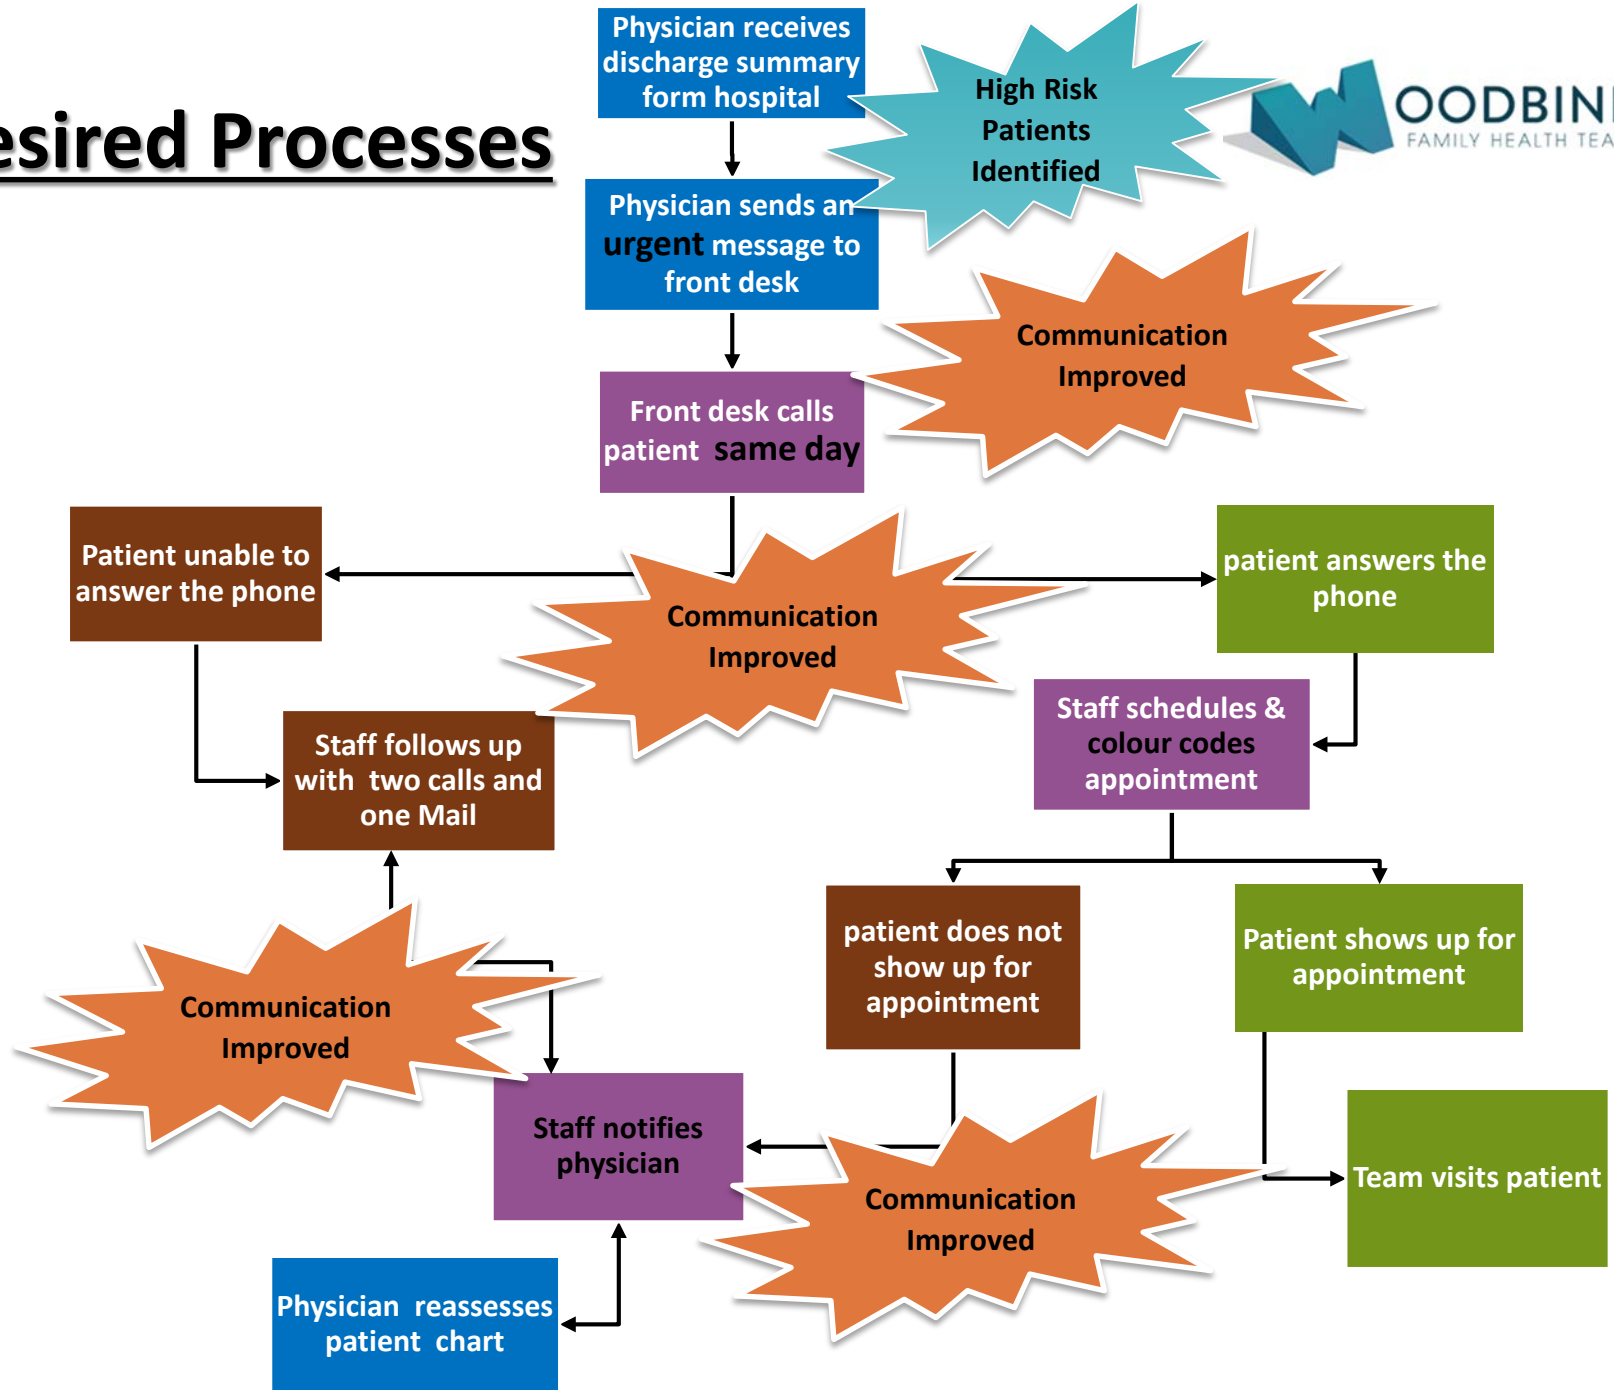 Physician receives
discharge summary
form hospital
High Risk
Patients
Identified
OODBINE
FAMILY HEALTH TEA
esired Processes
Physician sends an
urgent message to
front desk
Communication
Improved
Front desk calls
patient same day
Patient unable to
answer the phone
patient answers the
phone
Communication
Improved
Staff schedules &
colour codes
appointment
Staff follows up
with two calls and
one Mail
patient does not
show up for
appointment
Patient shows up for
appointment
Communication
Improved
Staff notifies
physician
Team visits patient
Communication
Improved
Physician reassesses
patient chart